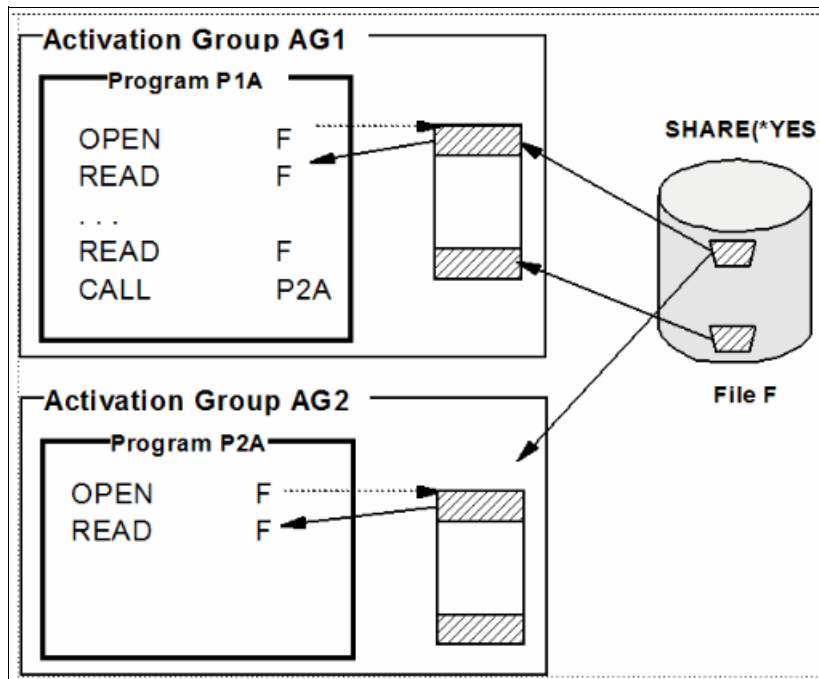 Activation Group AG1
Program P1A
OPEN F
READ F
. . .
READ F
CALL P2A
SHARE(*YES
File F
Activation Group AG2
Program P2A
OPEN F
READ F